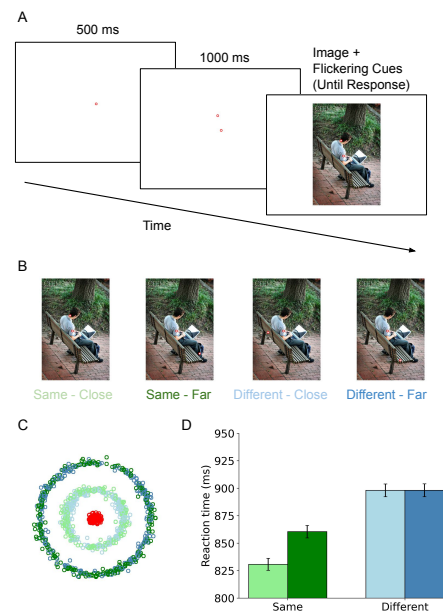 A
500 ms
1000 ms
Image +
Flickering Cues
(Until Response)
Time
B
Same - Close
Same - Far
Different - Close
Different - Far
C
D
950
925
900
875
850
825
800
Reaction time (ms)
Same
Different